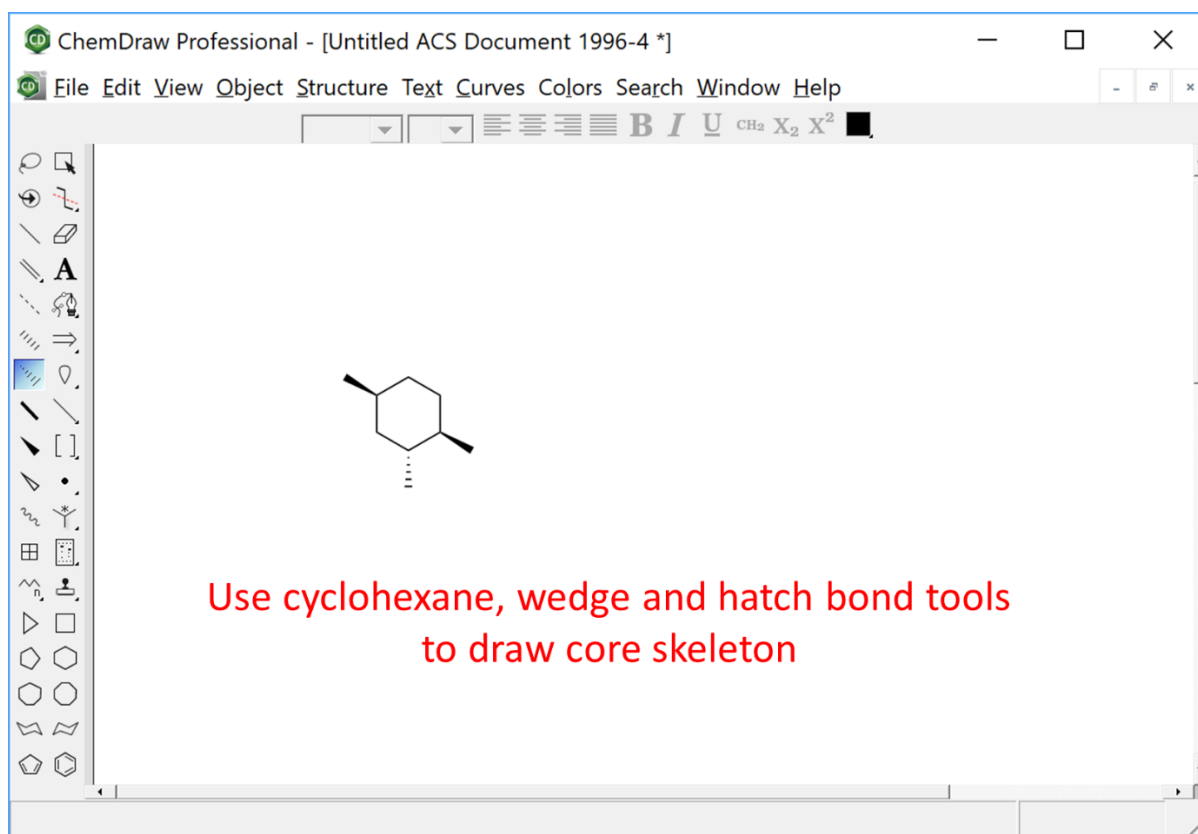 ChemDraw Professional - [Untitled ACS Document 1996-4 *]
File Edit View Object Structure Text Curves Colors Search Window Help
B I U CH₂ X₂ X²
A
n
Use cyclohexane, wedge and hatch bond tools
to draw core skeleton